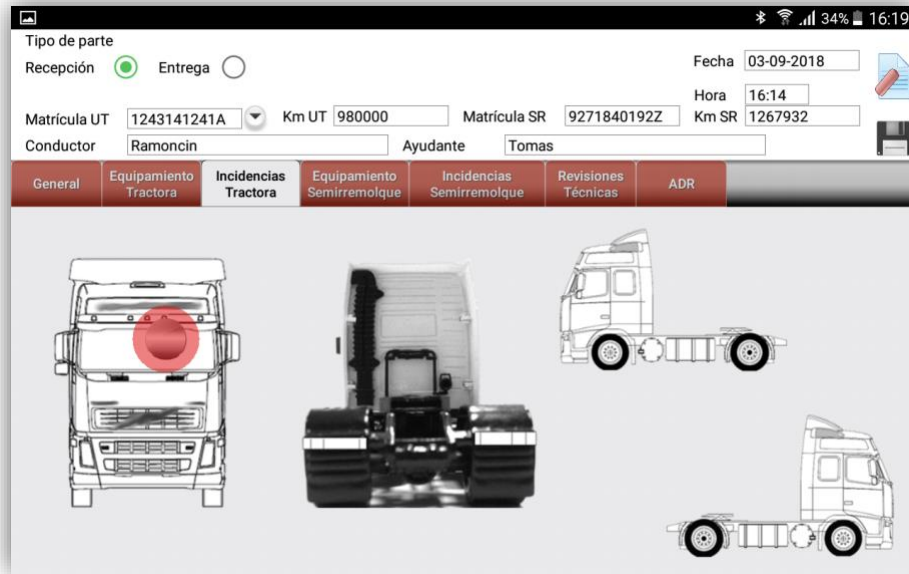 34% 16:19
Tipo de parte
Recepción Entrega
Fecha 03-09-2018
Hora 16:14
Matrícula UT 1243141241A Km UT 980000 Matrícula SR 9271840192Z Km SR 1267932
Conductor Ramoncin Ayudante Tomas
General
Equipamiento Tractora
Incidencias Tractora
Equipamiento Semirremolque
Incidencias Semirremolque
Revisiones Técnicas
ADR